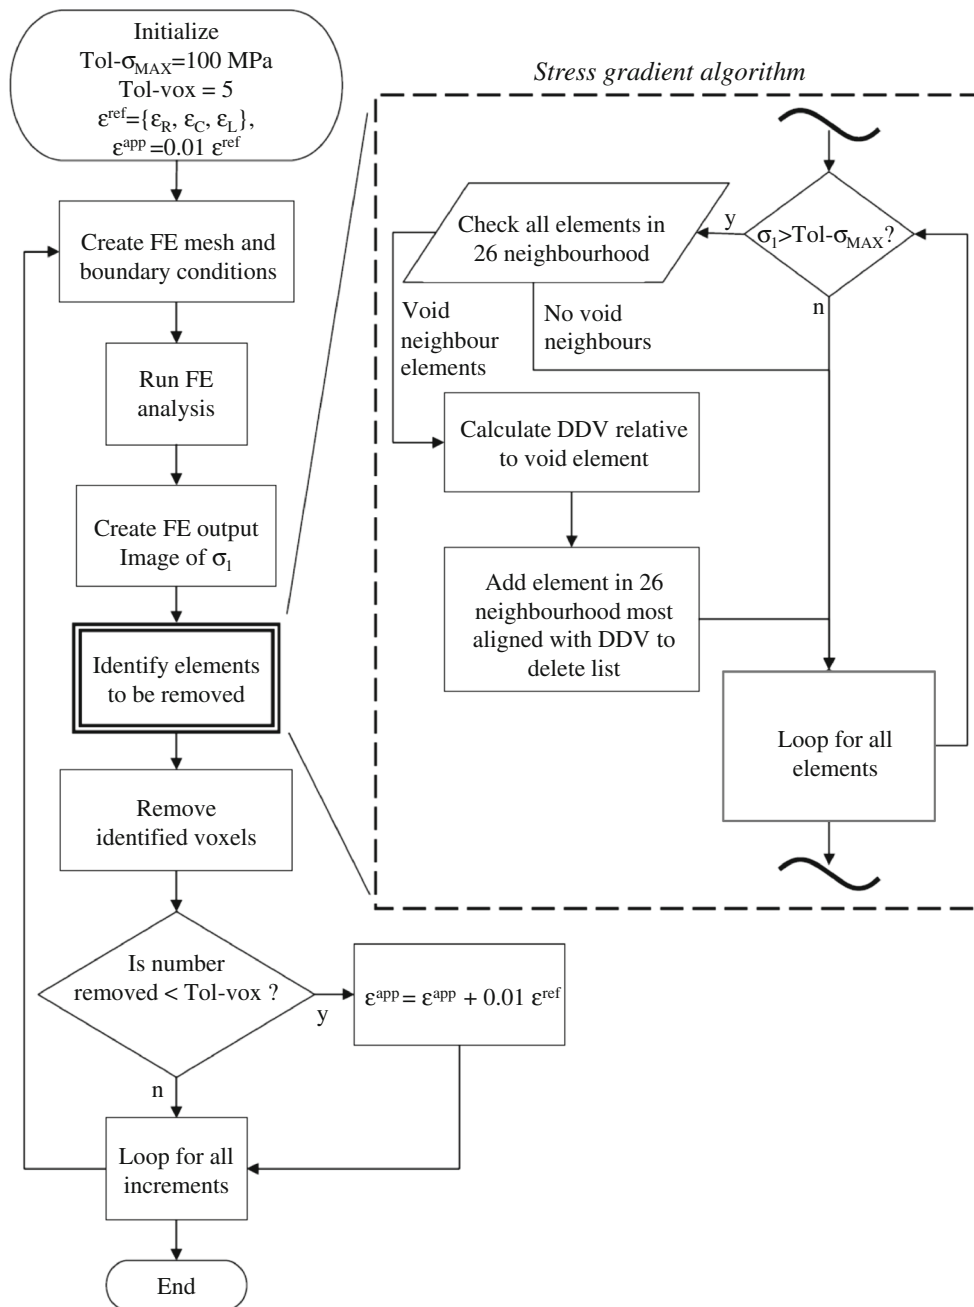 Initialize
Tol-σMAX=100 MPa
Tol-vox = 5
εref={εR, εC, εL},
εapp=0.01 εref
Create FE mesh and
boundary conditions
Run FE
analysis
Create FE output
Image of σ1
Identify elements
to be removed
Remove
identified voxels
Is number
removed < Tol-vox ?
y
n
εapp= εapp + 0.01 εref
Loop for all
increments
End
Stress gradient algorithm
σ1>Tol-σMAX?
y
n
Check all elements in
26 neighbourhood
Void
neighbour
elements
No void
neighbours
Calculate DDV relative
to void element
Add element in 26
neighbourhood most
aligned with DDV to
delete list
Loop for all
elements